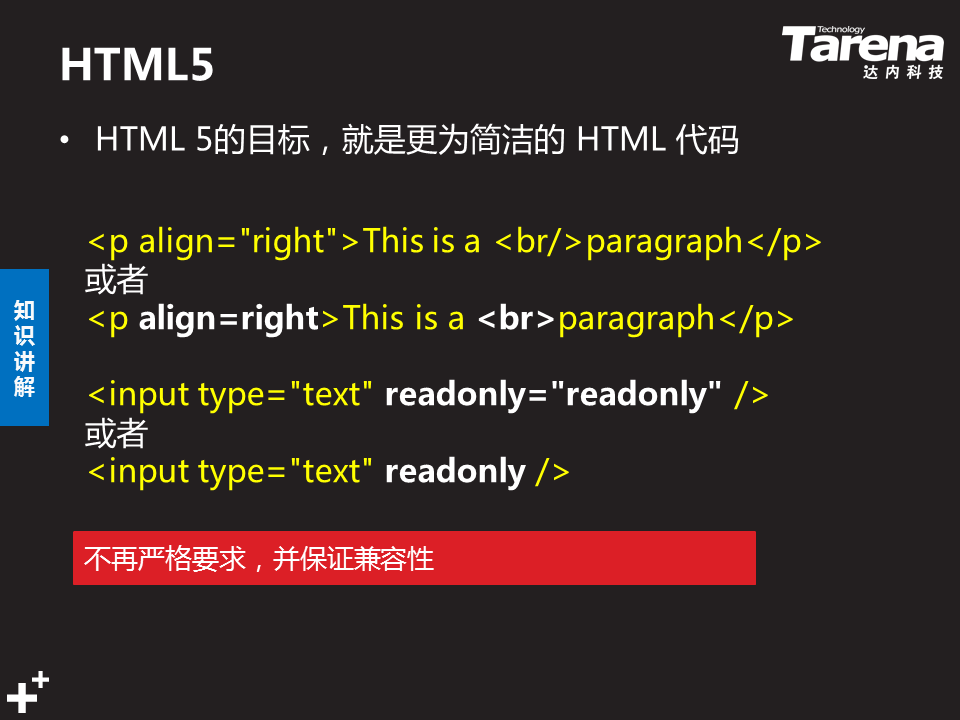 HTML5
Technology
Tarena
达内科技
• HTML 5的目标，就是更为简洁的 HTML 代码
<p align="right">This is a <br/>paragraph</p>
或者
<p align=right>This is a <br>paragraph</p>
知识讲解
<input type="text" readonly="readonly" />
或者
<input type="text" readonly />
不再严格要求，并保证兼容性